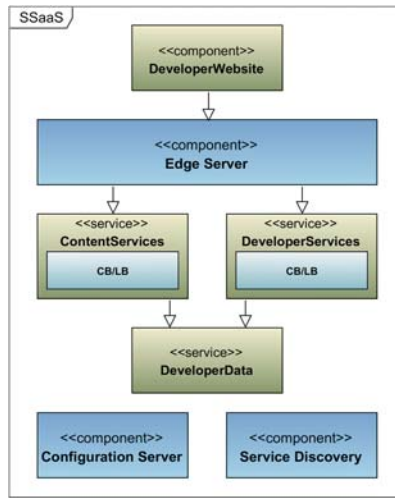 SSaaS
<<component>>
DeveloperWebsite
<<component>>
Edge Server
<<service>>
ContentServices
CB/LB
<<service>>
DeveloperServices
CB/LB
<<service>>
DeveloperData
<<component>>
Configuration Server
<<component>>
Service Discovery